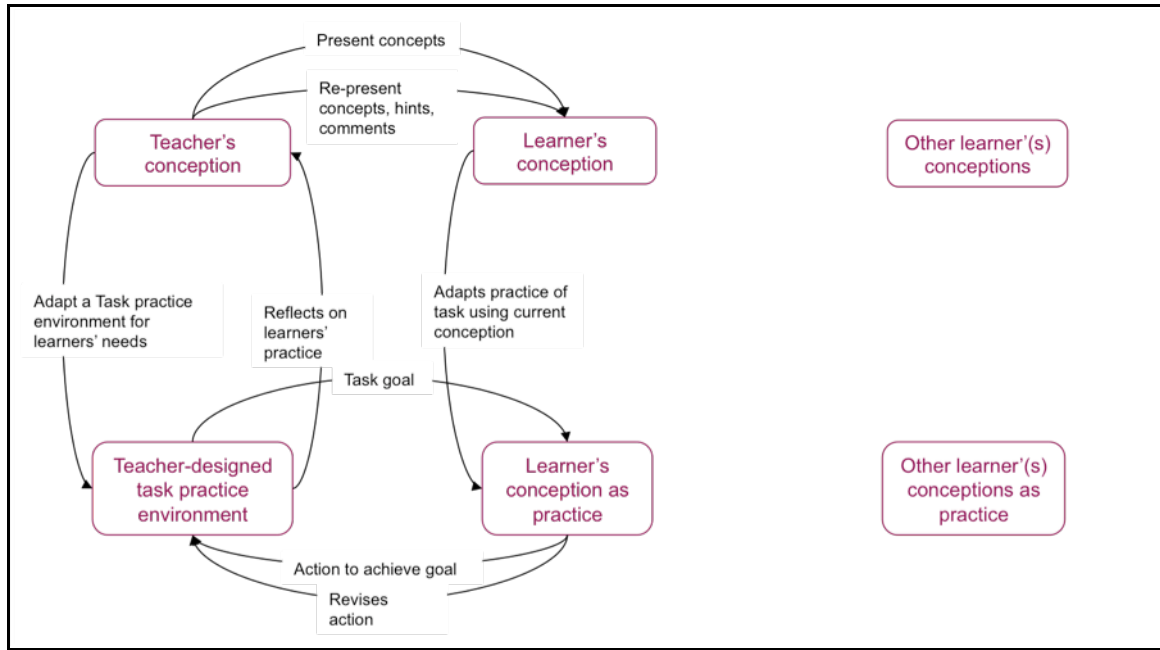 Present concepts
Re-present
concepts, hints,
comments
Teacher's
conception
Learner's
conception
Other learner'(s)
conceptions
Adapt a Task practice
environment for
learners' needs
Reflects on
learners'
practice
Adapts practice of
task using current
conception
Task goal
Teacher-designed
task practice
environment
Learner's
conception as
practice
Other learner'(s)
conceptions as
practice
Action to achieve goal
Revises
action